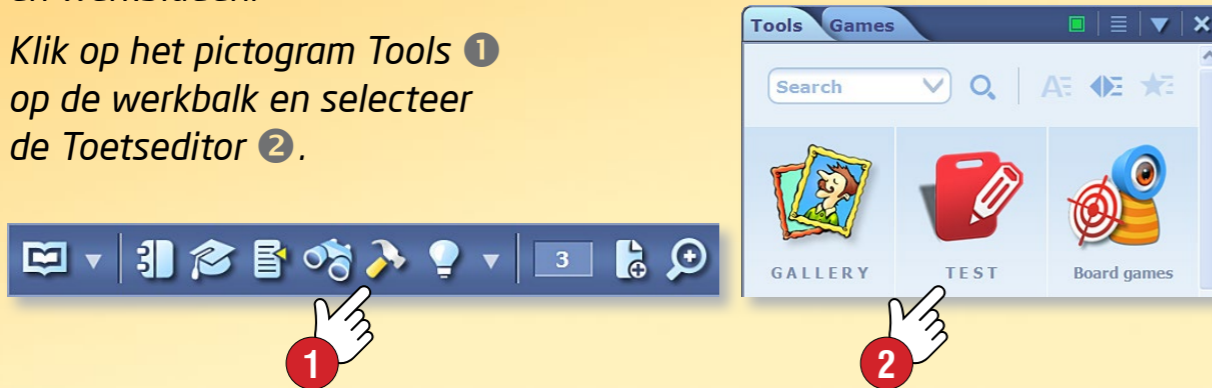 Klik op het pictogram Tools ❶
op de werkbalk en selecteer
de Toetseditor ❷.
3
1
Tools Games
Search
A
GALLERY TEST Board games
2